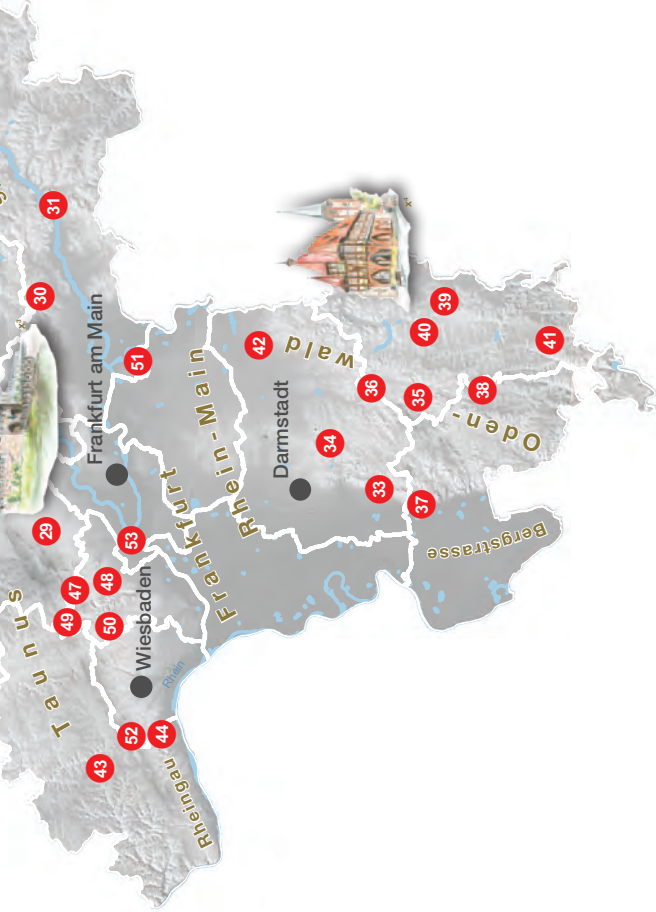 31
30
Frankfurt am Main
51
29
53
47
48
49
50
Taunus
Wiesbaden
Rhein
52
44
43
Rheingau
Frankfurt
Rhein-Main
42
Darmstadt
Oden-
wald
36
34
33
37
35
40
39
38
41
Bergstrasse